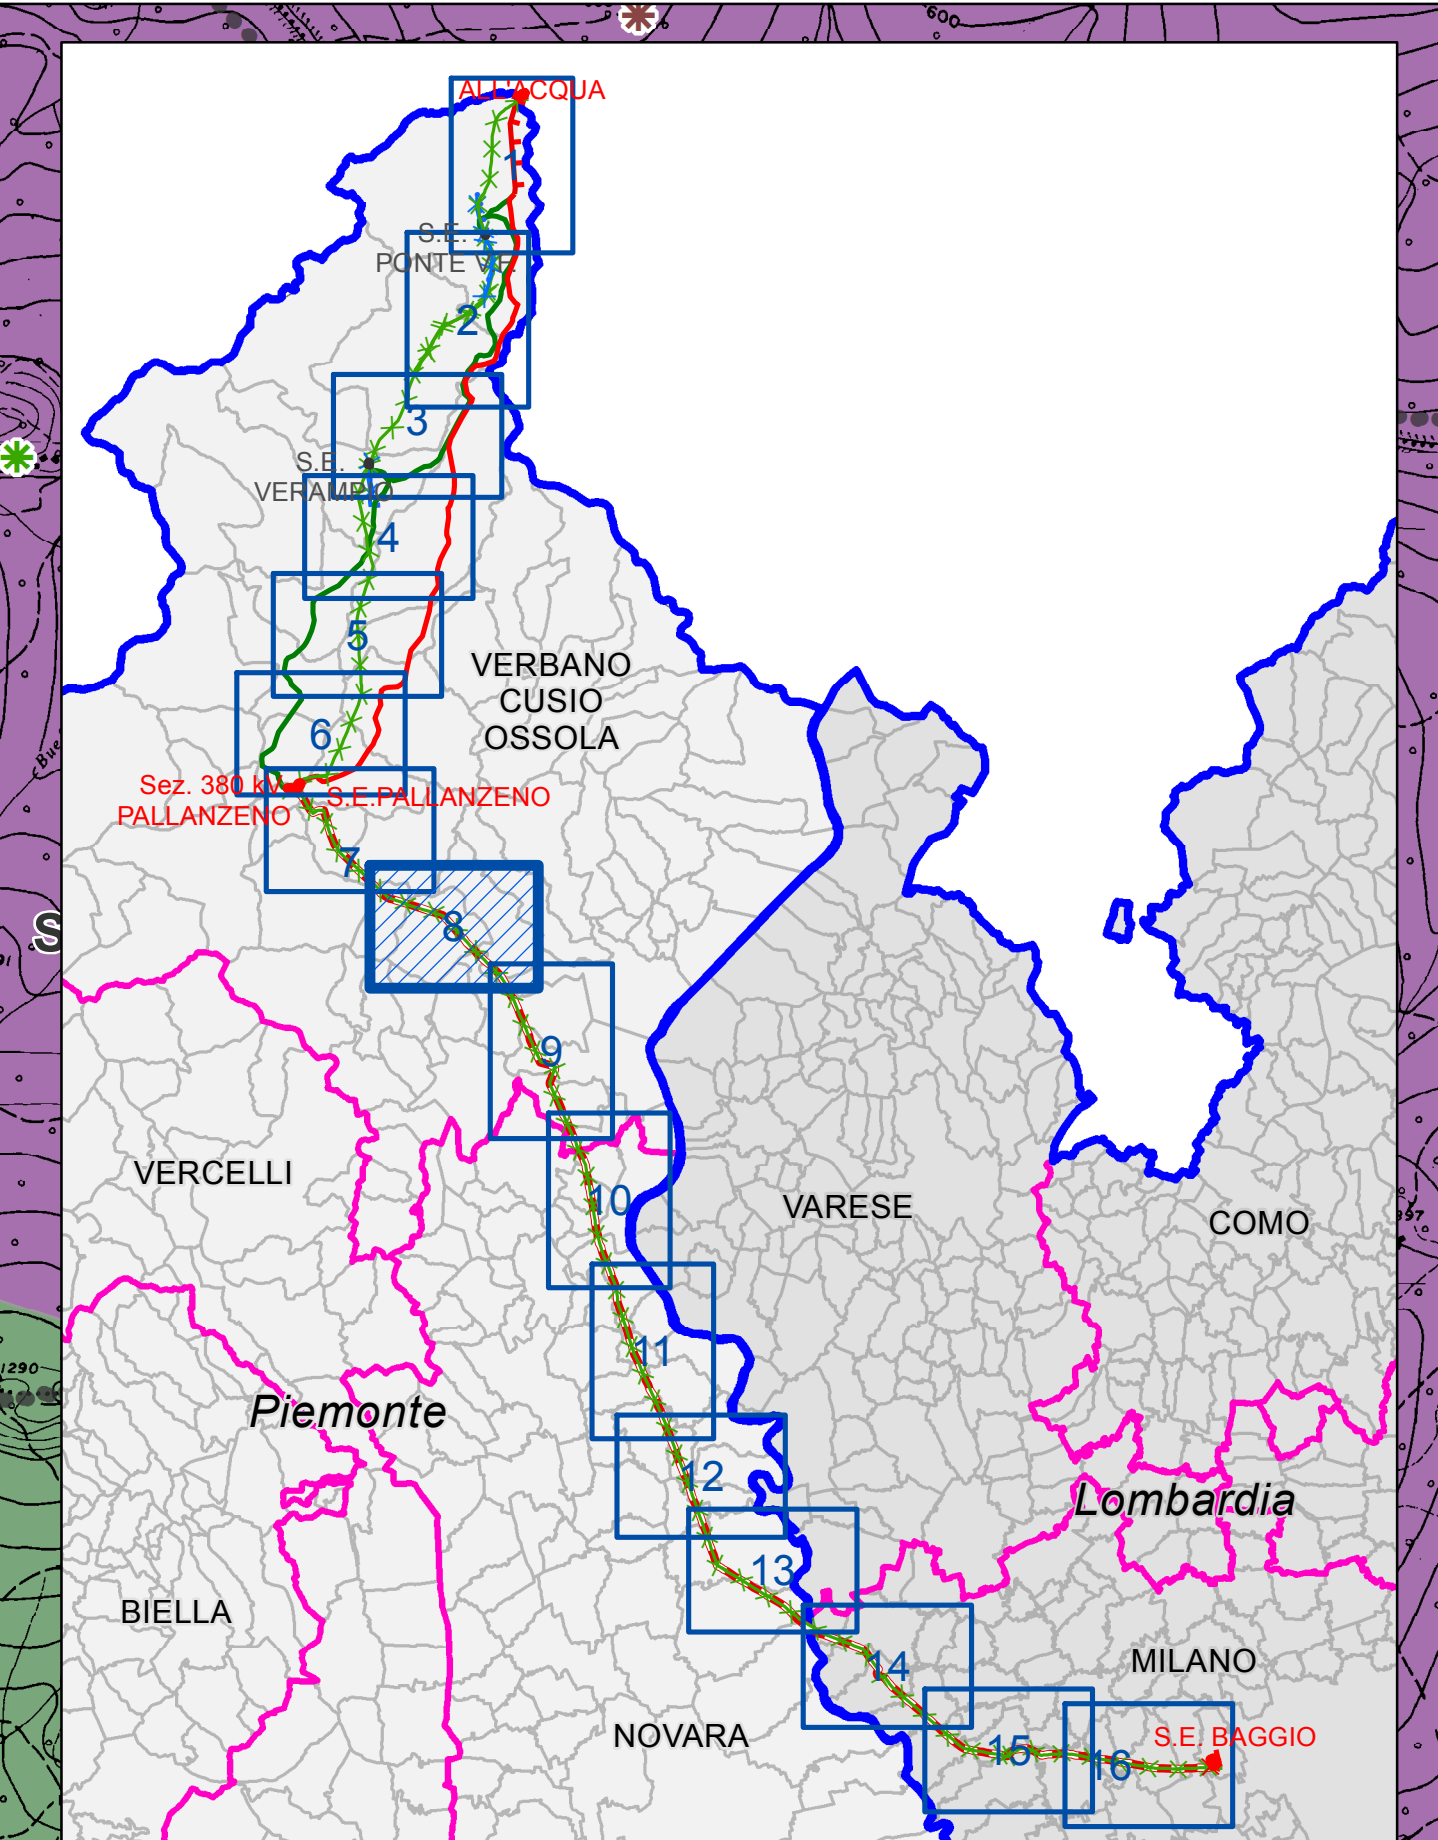 600
ALL'ACQUA
1
S.E.
PONTE V.F.
2
3
S.E.
VERAMPIO
4
5
VERBANO
CUSIO
OSSOLA
6
Sez. 380 kV
PALLANZENO
S.E.PALLANZENO
7
8
S
9
VERCELLI
10
VARESE
COMO
397
11
1290
Piemonte
12
Lombardia
13
BIELLA
14
MILANO
NOVARA
15
16
S.E. BAGGIO